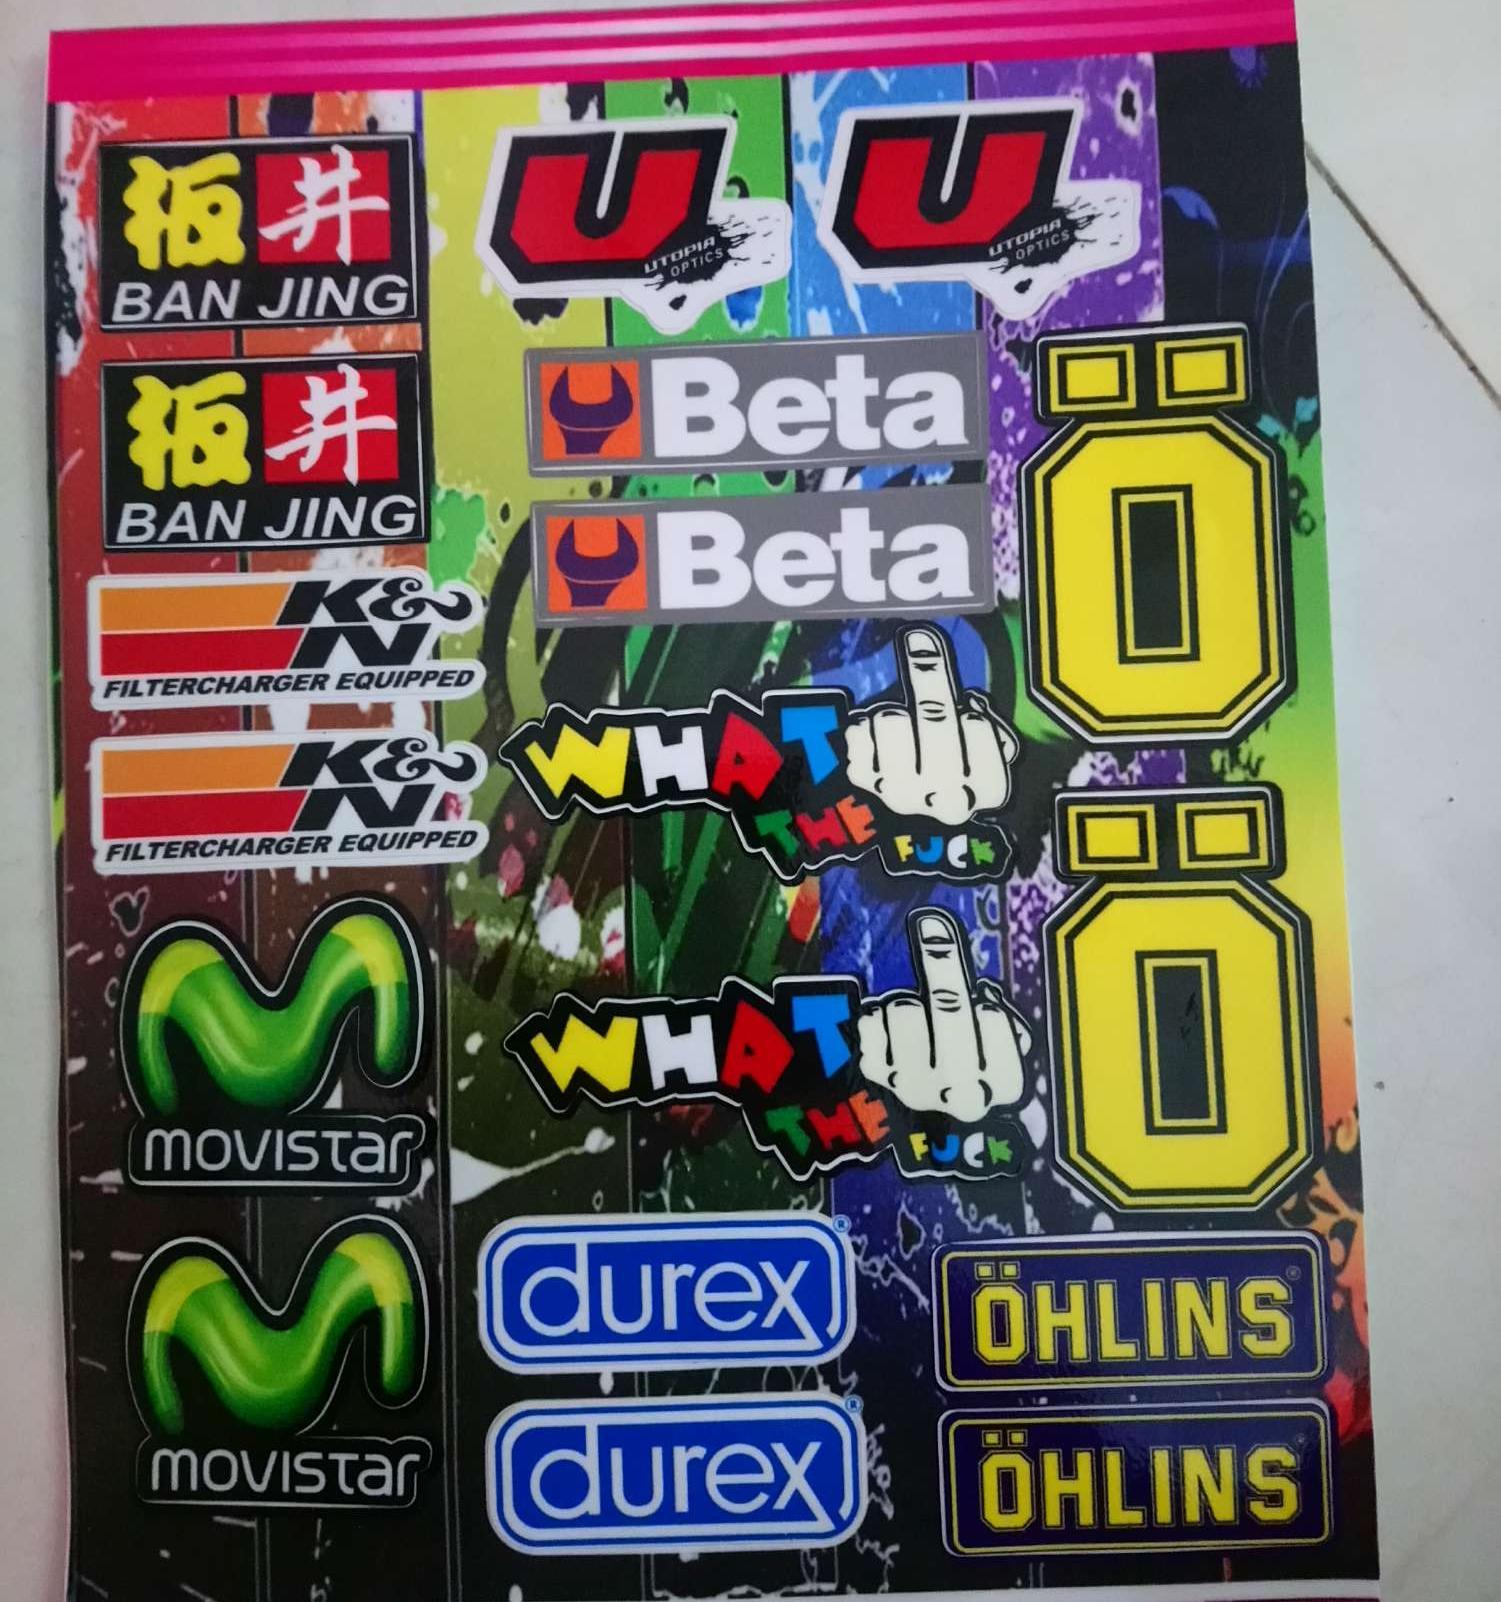 板井
BAN JING
板井
BAN JING
K&N
FILTERCHARGER EQUIPPED
K&N
FILTERCHARGER EQUIPPED
movistar
movistar
U
UTOPIA
OPTICS
U
UTOPIA
OPTICS
Beta
Beta
WHAT
THE
FUCK
WHAT
THE
FUCK
durex®
durex®
Ö
Ö
ÖHLINS®
ÖHLINS®